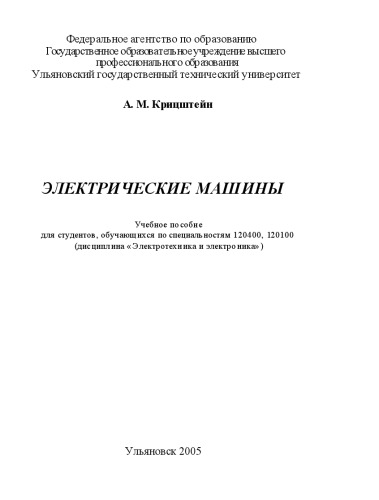 Федеральное агентство по образованию
Государственное образовательное учреждение высшего
профессионального образования
Ульяновский государственный технический университет
А. М. Крицштейн
ЭЛЕКТРИЧЕСКИЕ МАШИНЫ
Учебное пособие
для студентов, обучающихся по специальностям 120400, 120100
(дисциплина «Электротехника и электроника»)
Ульяновск 2005